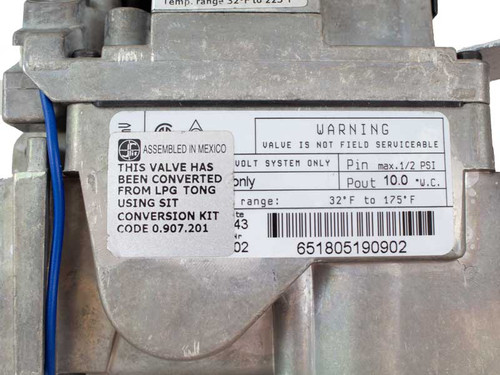 Temp. range 32°F to 225°F
ASSEMBLED IN MEXICO
THIS VALVE HAS
BEEN CONVERTED
FROM LPG TONG
USING SIT
CONVERSION KIT
CODE 0.907.201
WARNING
VALVE IS NOT FIELD SERVICEABLE
VOLT SYSTEM ONLY
Pin max.1/2 PSI
only
Pout 10.0 "W.C.
range: 32°F to 175°F
43
02
651805190902